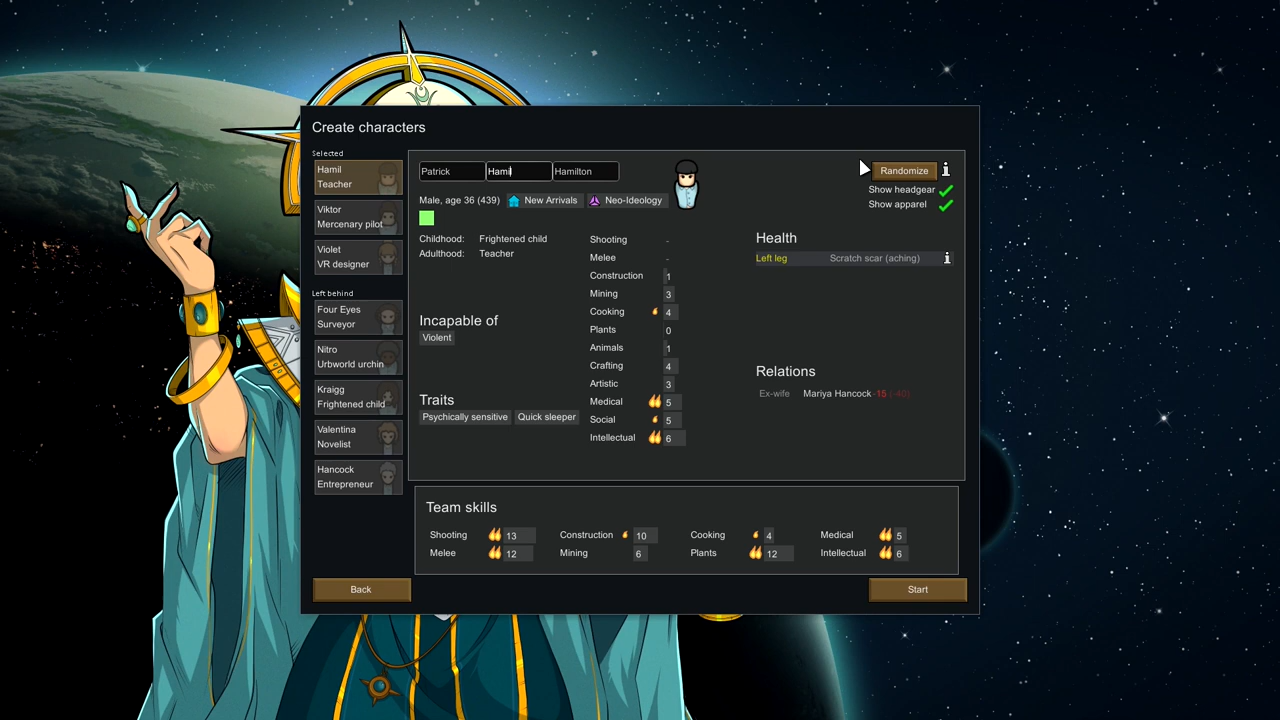 Create characters
Selected
Hamil
Teacher
Viktor
Mercenary pilot
Violet
VR designer
Left behind
Four Eyes
Surveyor
Nitro
Urbworld urchin
Kraigg
Frightened child
Valentina
Novelist
Hancock
Entrepreneur
Patrick Hamil Hamilton
Randomize
Show headgear
Show apparel
Male, age 36 (439) New Arrivals Neo-Ideology
Childhood: Frightened child
Adulthood: Teacher
Incapable of
Violent
Traits
Psychically sensitive Quick sleeper
Shooting -
Melee -
Construction 1
Mining 3
Cooking 4
Plants 0
Animals 1
Crafting 4
Artistic 3
Medical 5
Social 5
Intellectual 6
Health
Left leg Scratch scar (aching)
Relations
Ex-wife Mariya Hancock -15 (-40)
Team skills
Shooting 13 Construction 10 Cooking 4 Medical 5
Melee 12 Mining 6 Plants 12 Intellectual 6
Back
Start